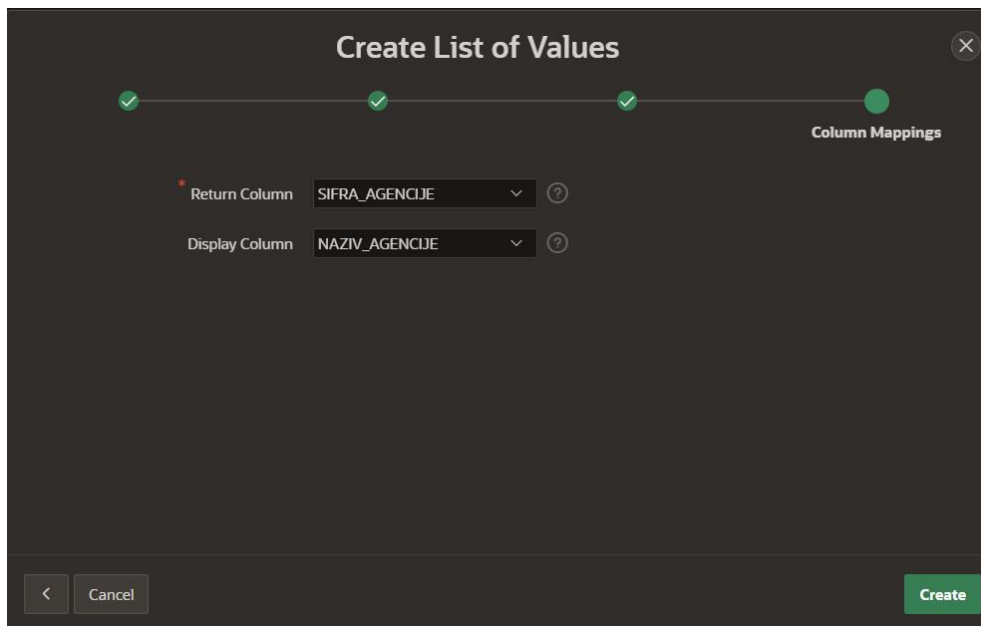 Create List of Values
Column Mappings
* Return Column SIFRA_AGENCIJE ?
Display Column NAZIV_AGENCIJE ?
Cancel Create